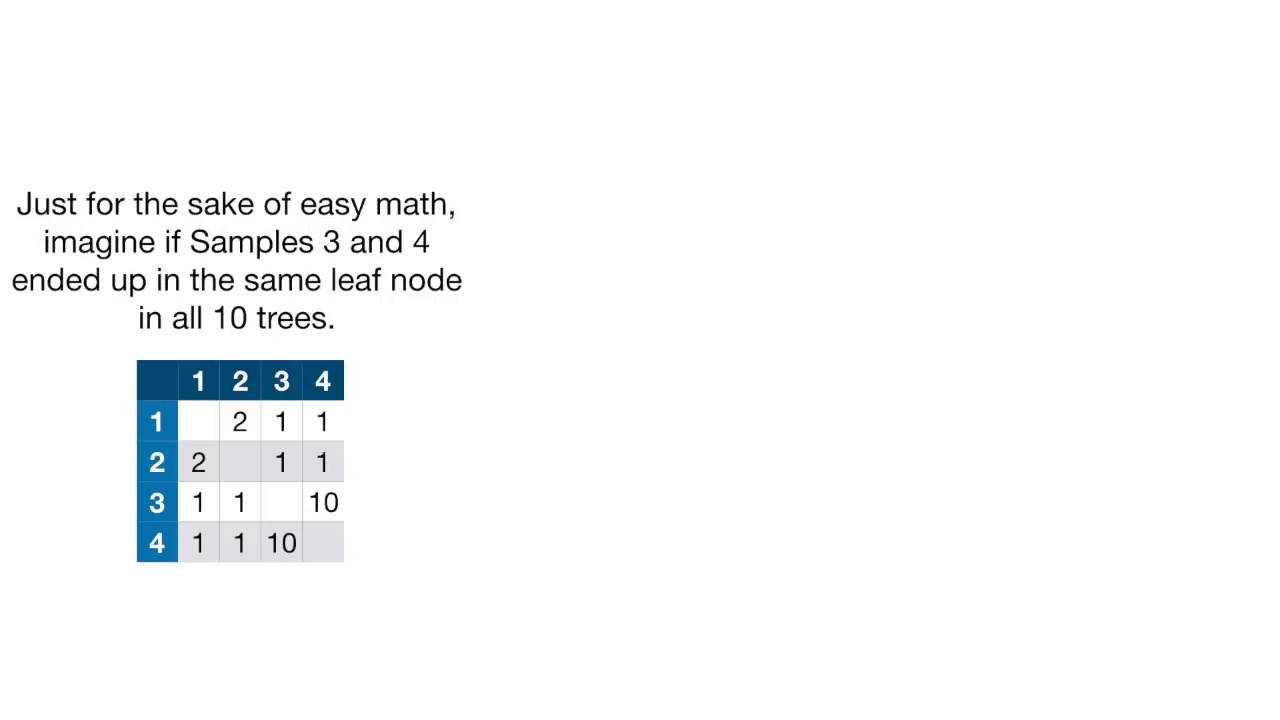 Just for the sake of easy math,
imagine if Samples 3 and 4
ended up in the same leaf node
in all 10 trees.
1 2 3 4
1 2 1 1
2 2 1 1
3 1 1 10
4 1 1 10